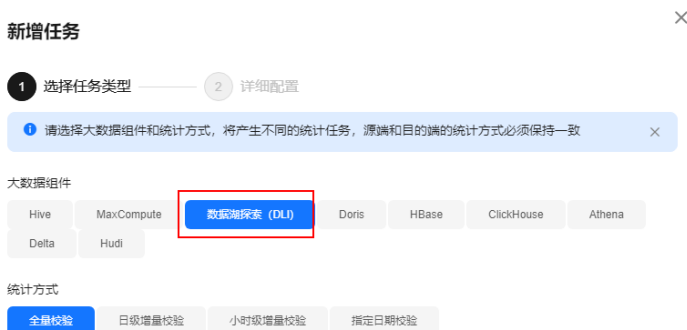 新增任务
1 选择任务类型 2 详细配置
请选择大数据组件和统计方式，将产生不同的统计任务，源端和目的端的统计方式必须保持一致
大数据组件
Hive MaxCompute 数据湖探索（DLI） Doris HBase ClickHouse Athena
Delta Hudi
统计方式
全量校验 日级增量校验 小时级增量校验 指定日期校验